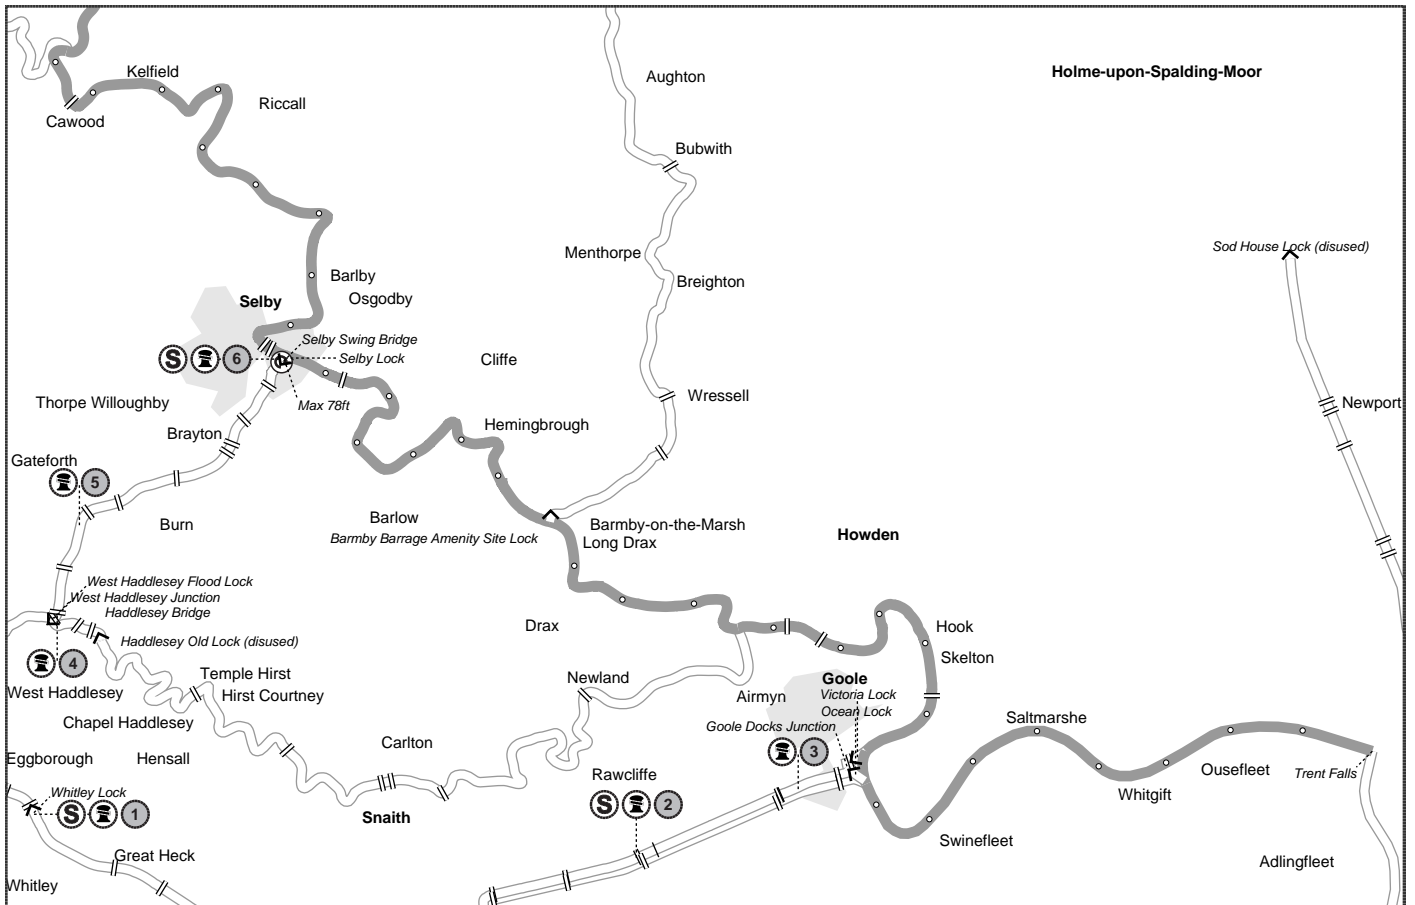 Kelfield
Holme-upon-Spalding-Moor
Aughton
Riccall
Cawood
Bubwith
Sod House Lock (disused)
Menthorpe
Barlby
Breighton
Osgodby
Selby
Selby Swing Bridge
Selby Lock
S
6
Cliffe
Max 78ft
Wressell
Thorpe Willoughby
Newport
Hemingbrough
Brayton
Gateforth
5
Barlow
Burn
Barmby-on-the-Marsh
Long Drax
Barmby Barrage Amenity Site Lock
Howden
West Haddlesey Flood Lock
West Haddlesey Junction
Haddlesey Bridge
Drax
Hook
Haddlesey Old Lock (disused)
Skelton
4
Temple Hirst
Newland
Goole
West Haddlesey
Hirst Courtney
Airmyn
Victoria Lock
Ocean Lock
Chapel Haddlesey
Goole Docks Junction
Saltmarshe
Carlton
3
Eggborough
Hensall
Rawcliffe
Ousefleet
Trent Falls
Whitley Lock
S
1
S
2
Whitgift
Snaith
Swinefleet
Great Heck
Adlingfleet
Whitley